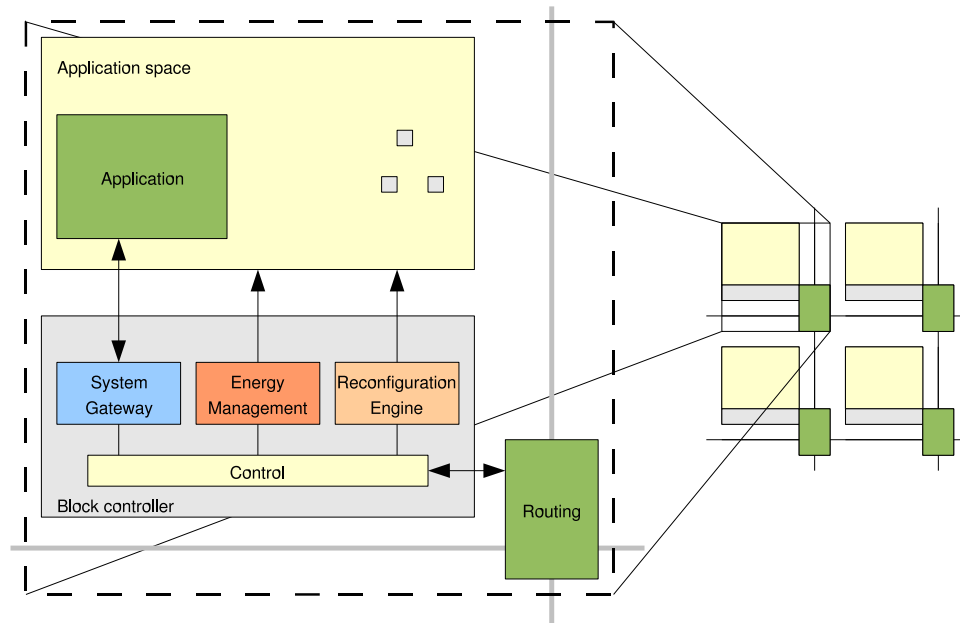 Application space
Application
System
Gateway
Energy
Management
Reconfiguration
Engine
Control
Block controller
Routing